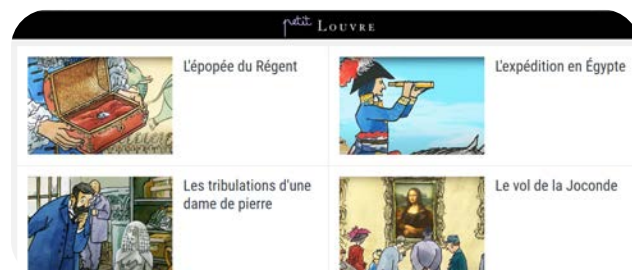 petit LOUVRE
L'épopée du Régent
L'expédition en Égypte
Les tribulations d'une
dame de pierre
Le vol de la Joconde